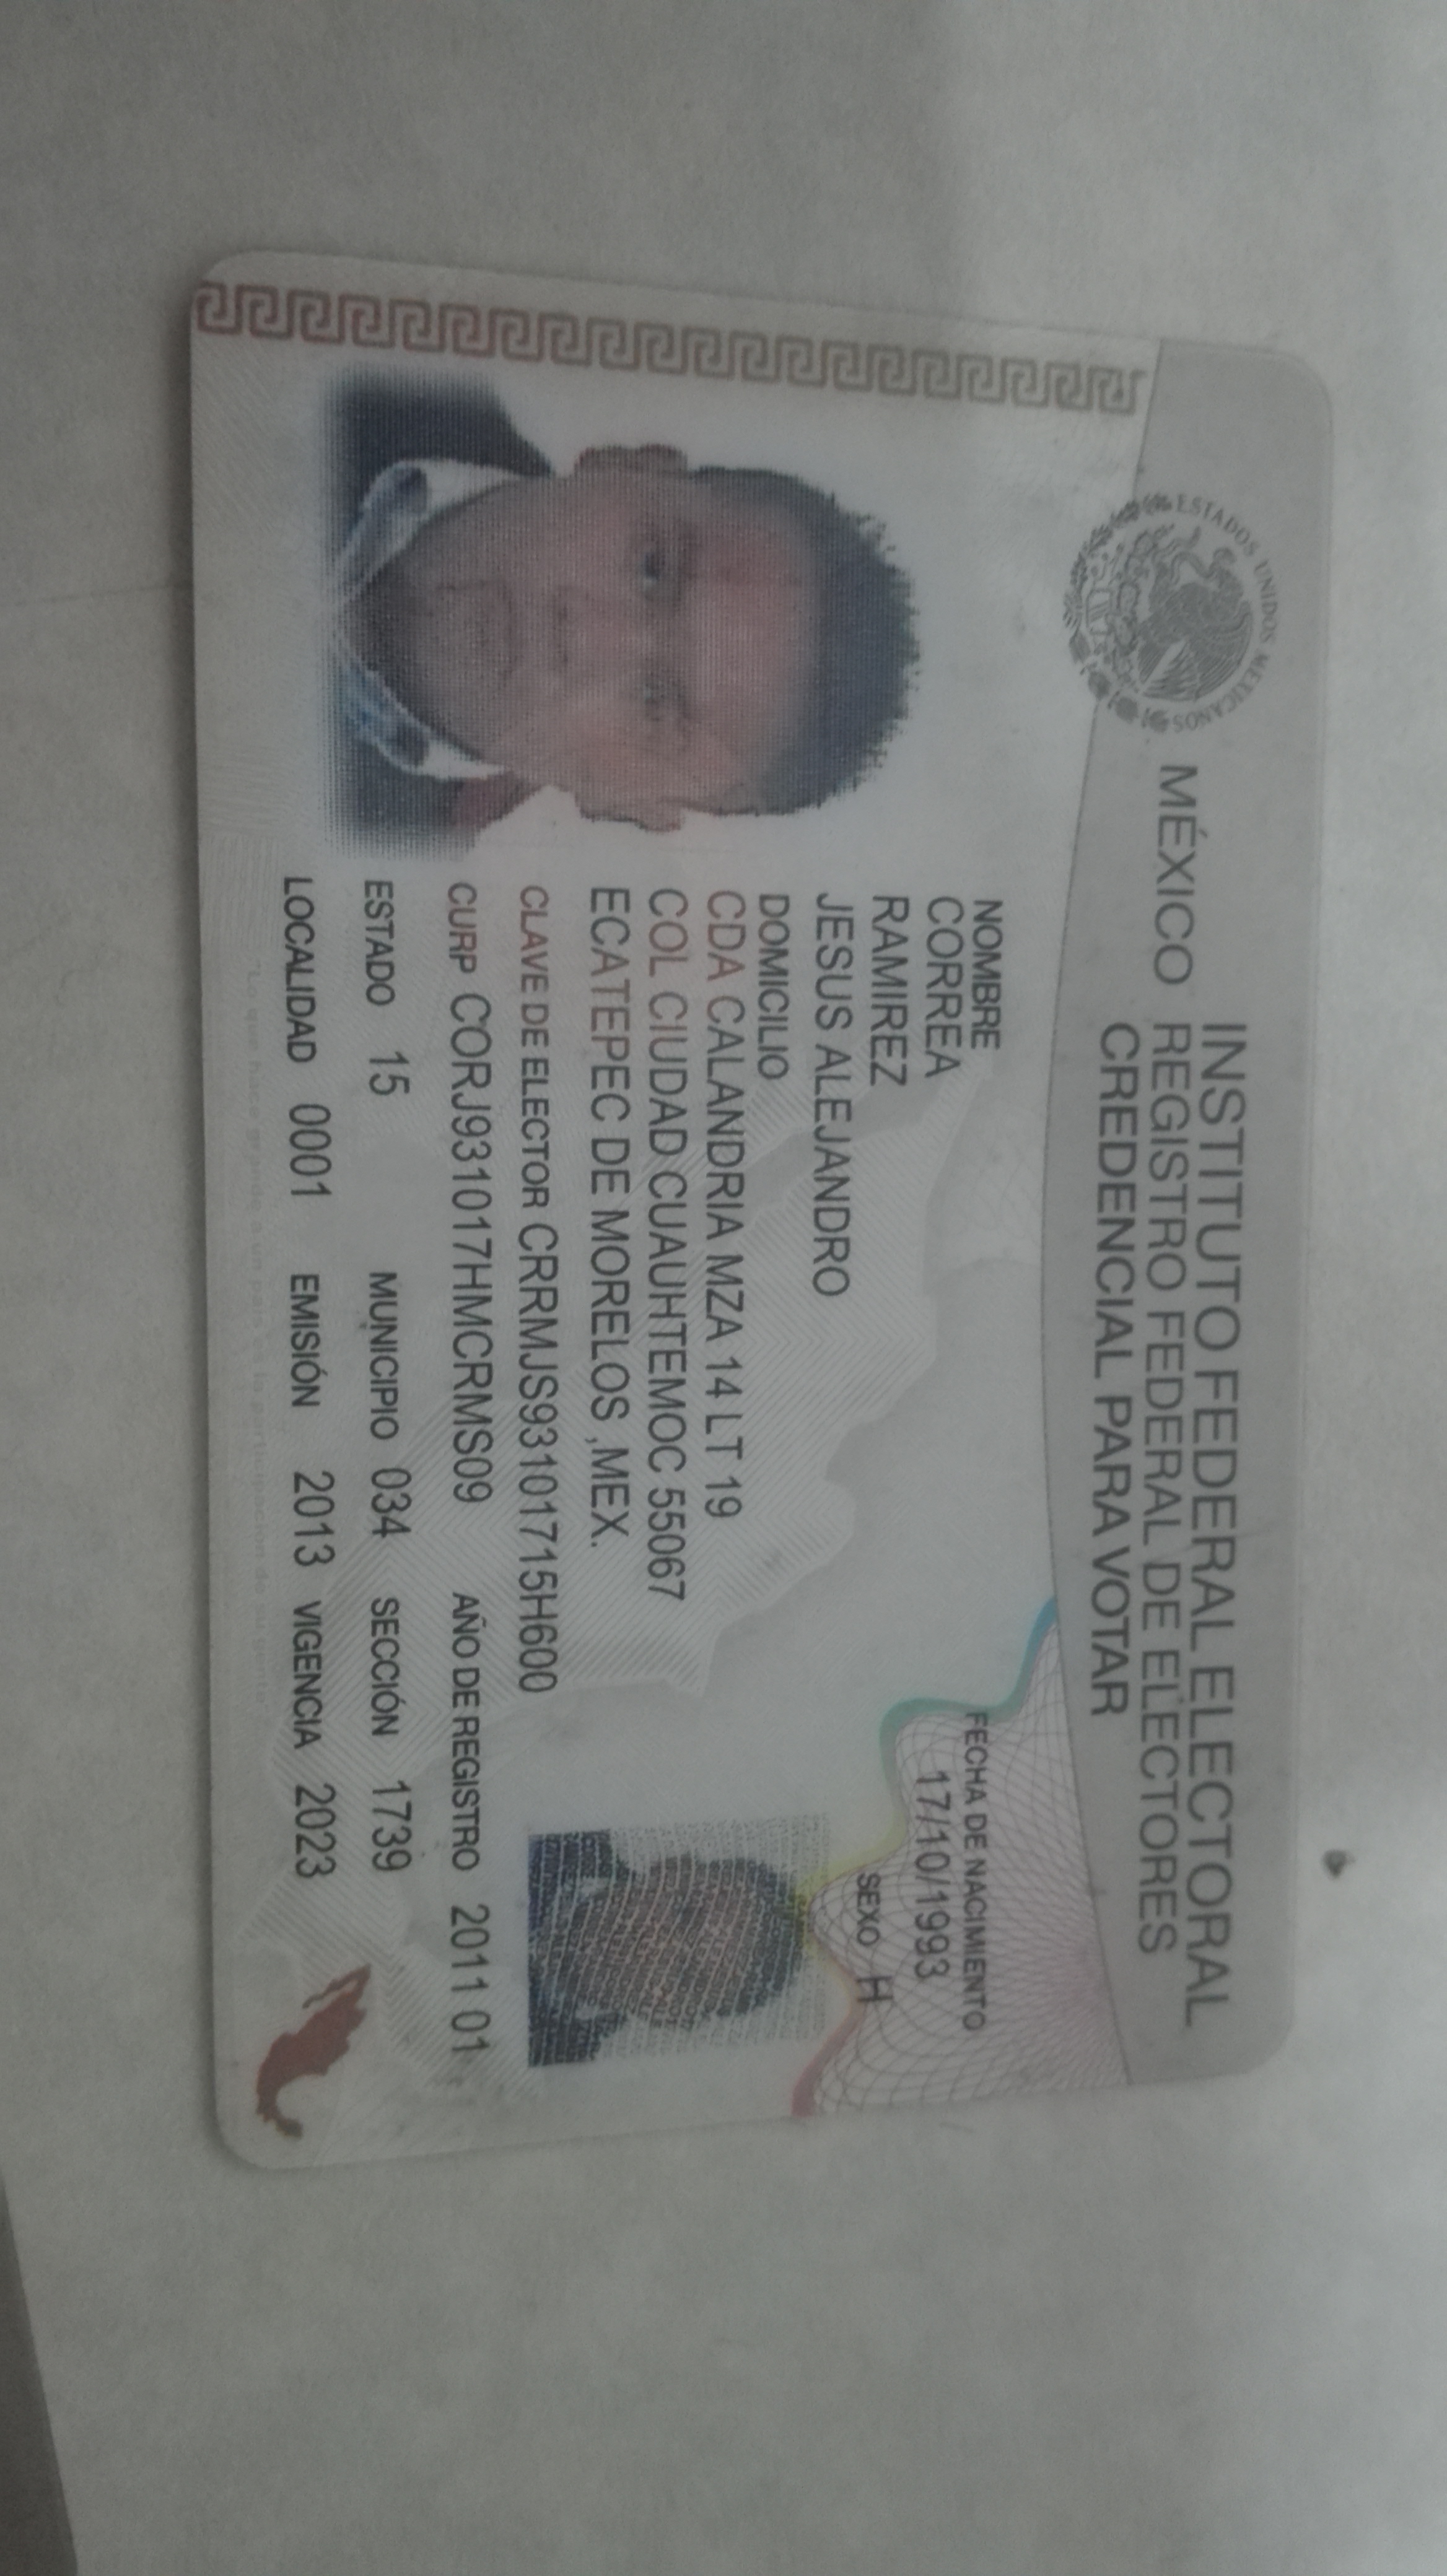 ESTADOS UNIDOS MEXICANOS
INSTITUTO FEDERAL ELECTORAL
MÉXICO REGISTRO FEDERAL DE ELECTORES
CREDENCIAL PARA VOTAR
NOMBRE
CORREA
RAMIREZ
JESUS ALEJANDRO
FECHA DE NACIMIENTO
17/10/1993
SEXO H
DOMICILIO
CDA CALANDRIA MZA 14 LT 19
COL CIUDAD CUAUHTEMOC 55067
ECATEPEC DE MORELOS ,MEX.
CLAVE DE ELECTOR CRRMJS93101715H600
CURP CORJ931017HMCRMS09 AÑO DE REGISTRO 2011 01
ESTADO 15 MUNICIPIO 034 SECCIÓN 1739
LOCALIDAD 0001 EMISIÓN 2013 VIGENCIA 2023
"Lo que hace grande a un país es la participación de su gente"